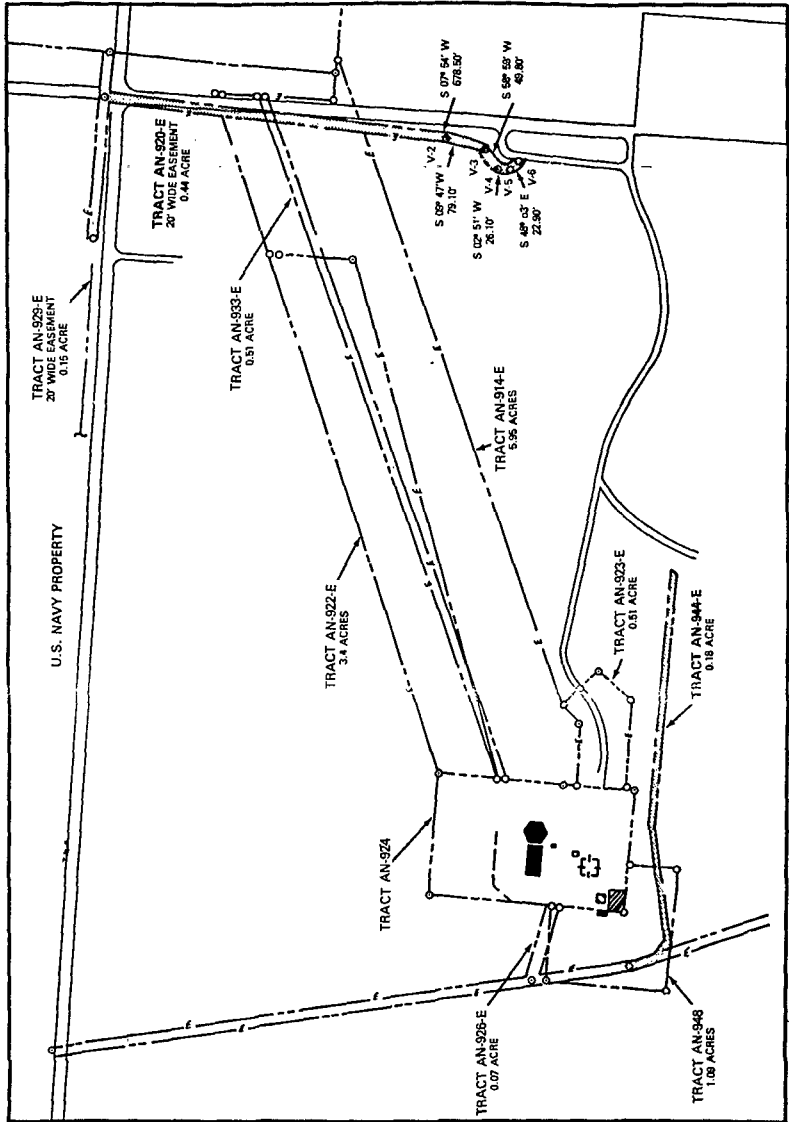 TRACT AN-929-E
20' WIDE EASEMENT
0.15 ACRE
TRACT AN-920-E
20' WIDE EASEMENT
0.44 ACRE
U.S. NAVY PROPERTY
TRACT AN-933-E
0.51 ACRE
S 07° 54' W
678.50'
S 58° 59' W
49.80'
V-2
V-3
V-4
V-5
V-6
S 09° 47' W
79.10'
S 02° 51' W
26.10'
S 48° 03' E
22.90'
TRACT AN-914-E
5.95 ACRES
TRACT AN-922-E
3.4 ACRES
TRACT AN-923-E
0.51 ACRE
TRACT AN-944-E
0.18 ACRE
TRACT AN-924
TRACT AN-926-E
0.07 ACRE
TRACT AN-948
1.09 ACRES